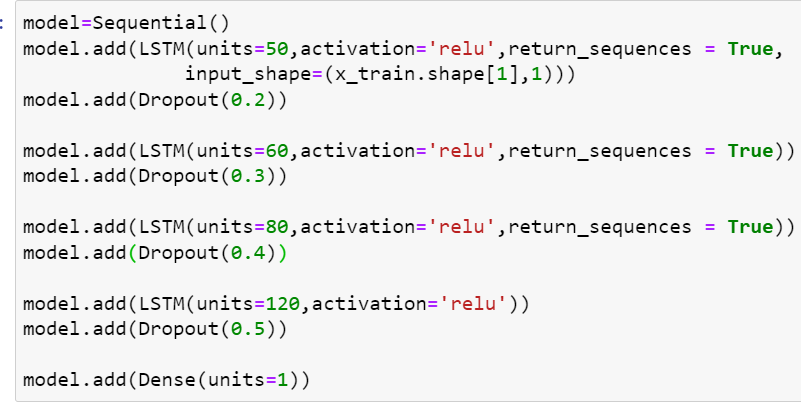 : model=Sequential()
model.add(LSTM(units=50,activation='relu',return_sequences = True,
input_shape=(x_train.shape[1],1)))
model.add(Dropout(0.2))
model.add(LSTM(units=60,activation='relu',return_sequences = True))
model.add(Dropout(0.3))
model.add(LSTM(units=80,activation='relu',return_sequences = True))
model.add(Dropout(0.4))
model.add(LSTM(units=120,activation='relu'))
model.add(Dropout(0.5))
model.add(Dense(units=1))